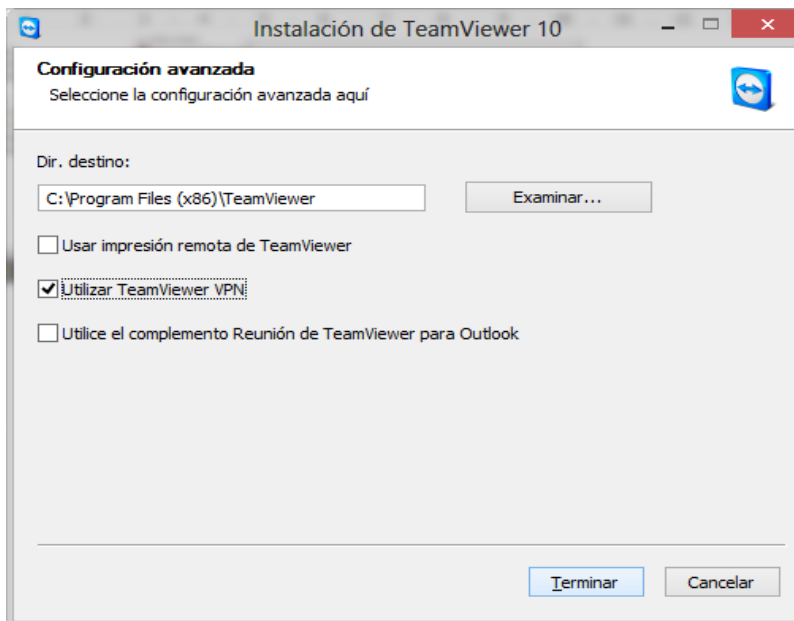 Instalación de TeamViewer 10
Configuración avanzada
Seleccione la configuración avanzada aquí
Dir. destino:
C:\Program Files (x86)\TeamViewer
Examinar...
Usar impresión remota de TeamViewer
Utilizar TeamViewer VPN
Utilice el complemento Reunión de TeamViewer para Outlook
Terminar
Cancelar